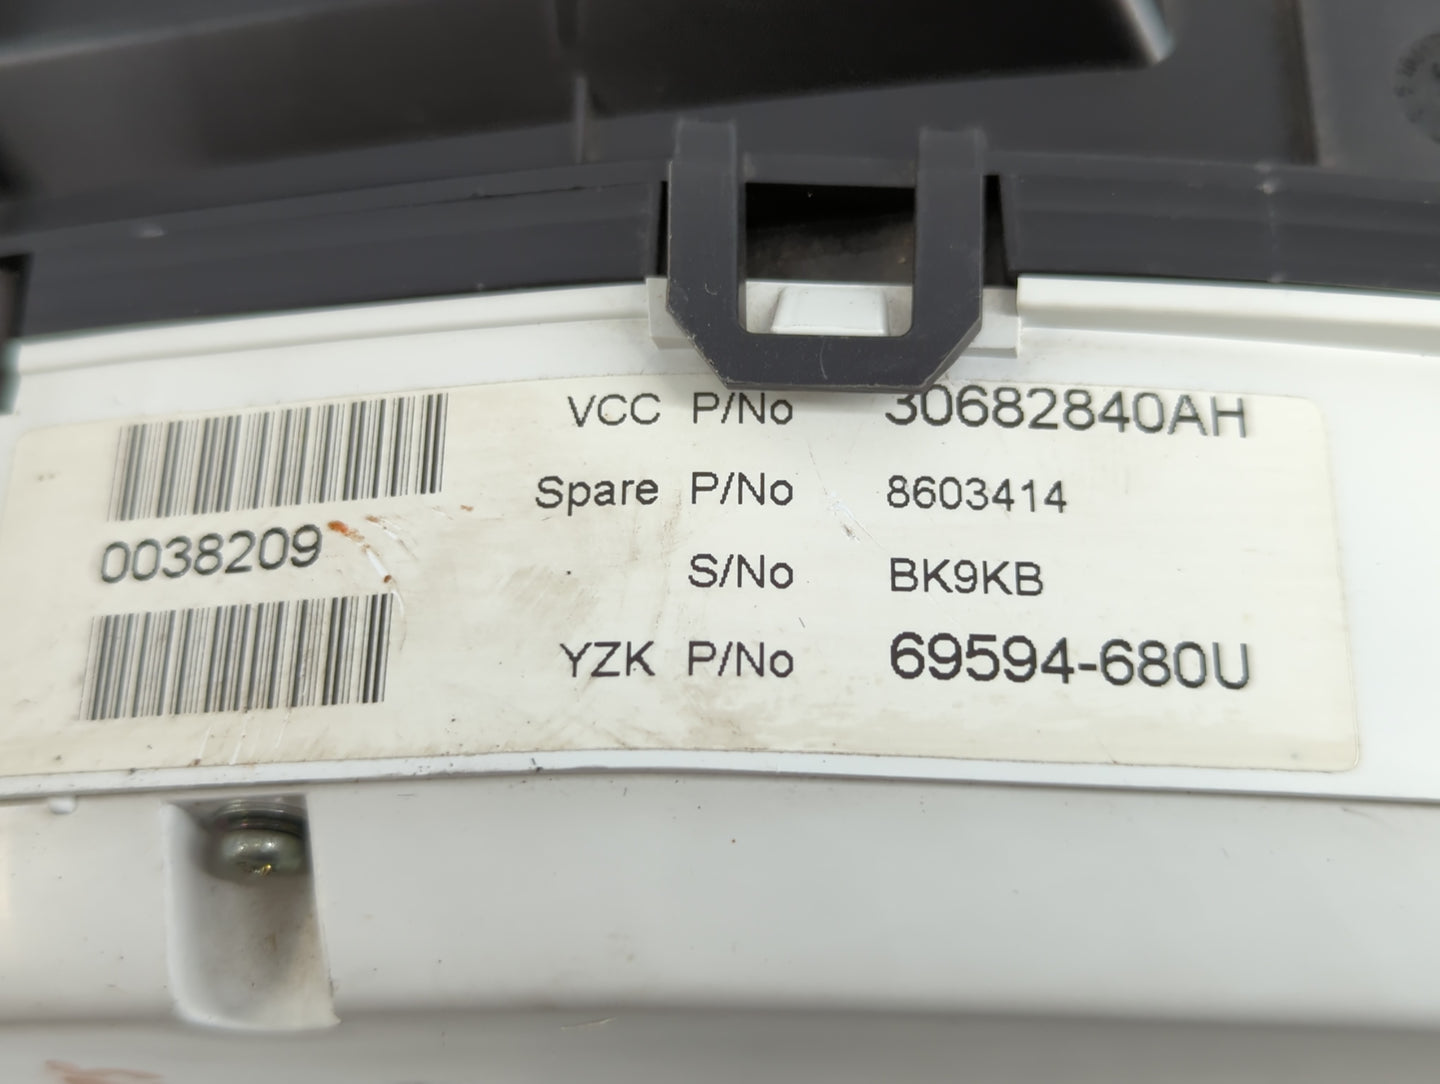 VCC P/No 30682840AH
Spare P/No 8603414
0038209
S/No BK9KB
YZK P/No 69594-680U